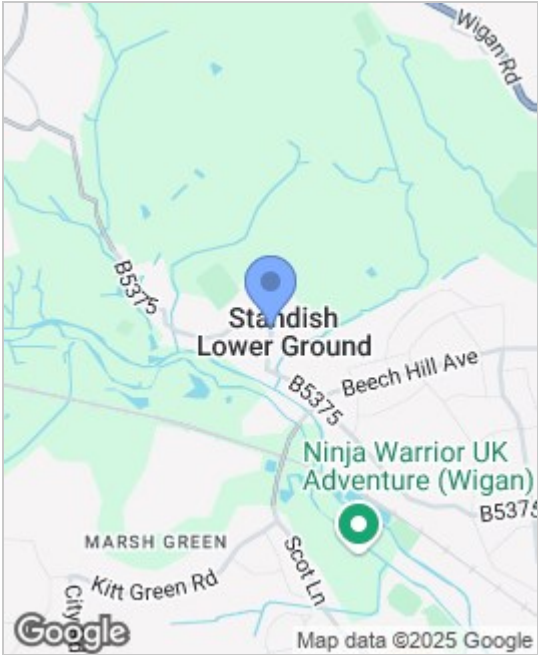 Wigan Rd
B5375
Standish
Lower Ground
B5375
Beech Hill Ave
Ninja Warrior UK
Adventure (Wigan)
B5375
MARSH GREEN
Scot Ln
Kitt Green Rd
Google
Map data ©2025 Google